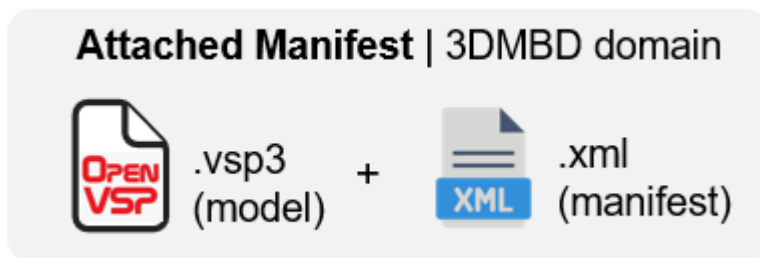 Attached Manifest | 3DMBD domain
OPEN
VSP
.vsp3
(model)
+
XML
.xml
(manifest)